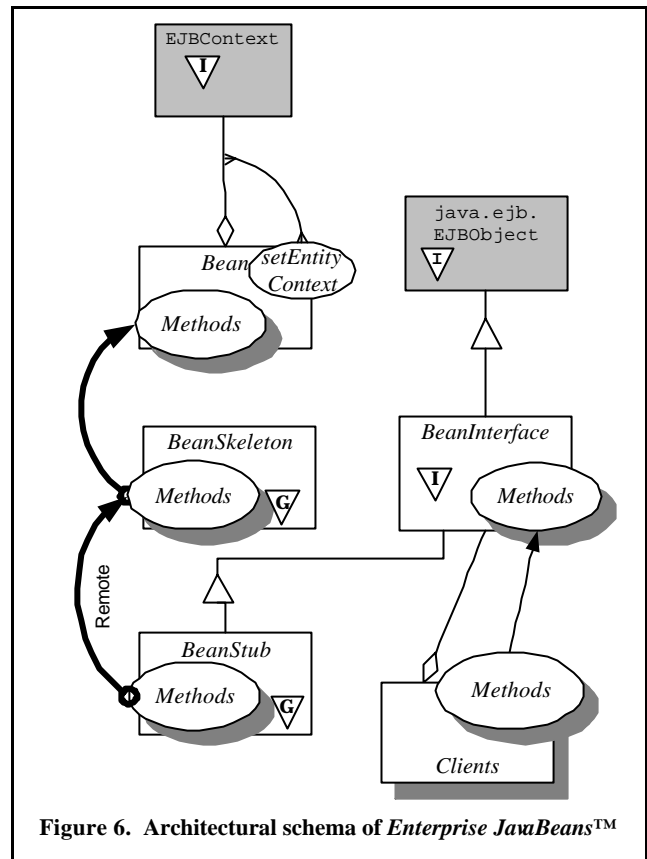 EJBContext
I
java.ejb.
EJBObject
I
Bean
setEntity
Context
Methods
BeanSkeleton
Methods
G
BeanInterface
I
Methods
Remote
BeanStub
Methods
G
Methods
Clients
Figure 6. Architectural schema of Enterprise JavaBeans™